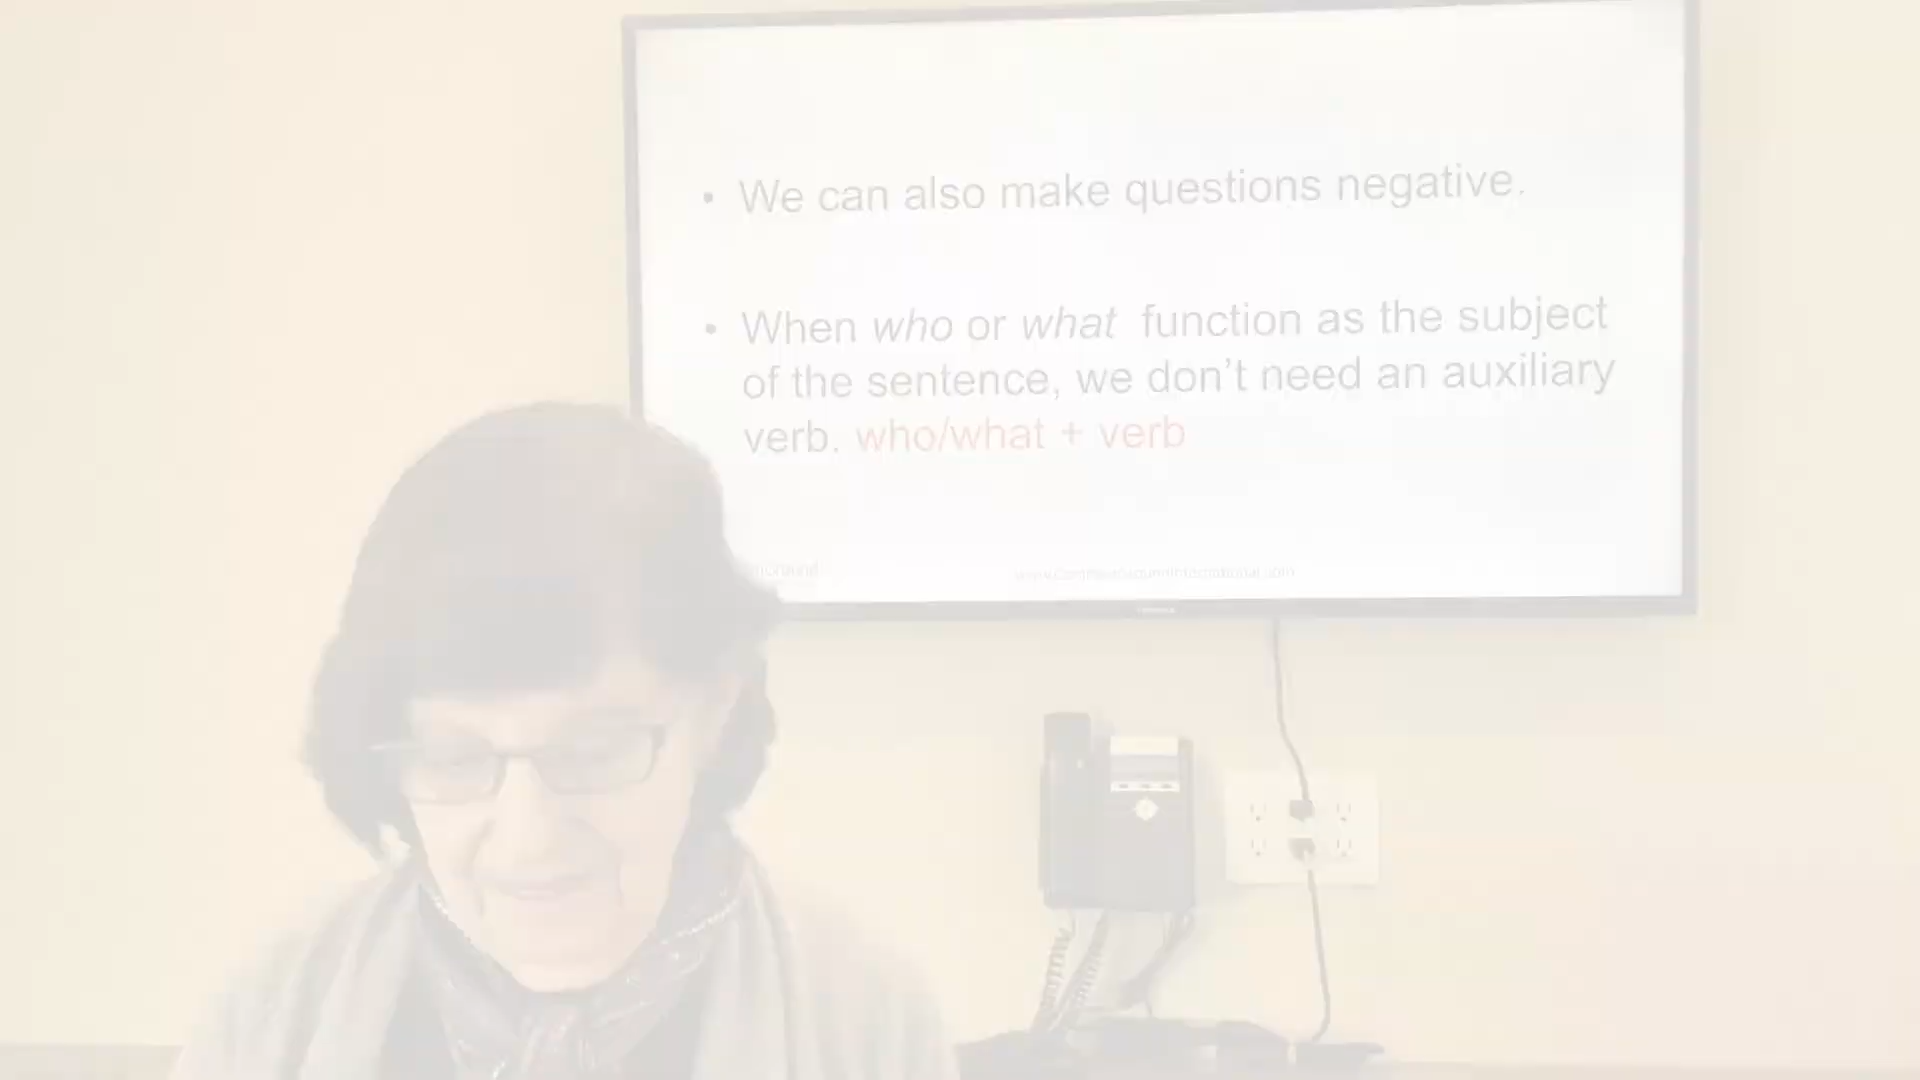 • We can also make questions negative.
• When who or what function as the subject
of the sentence, we don't need an auxiliary
verb. who/what + verb